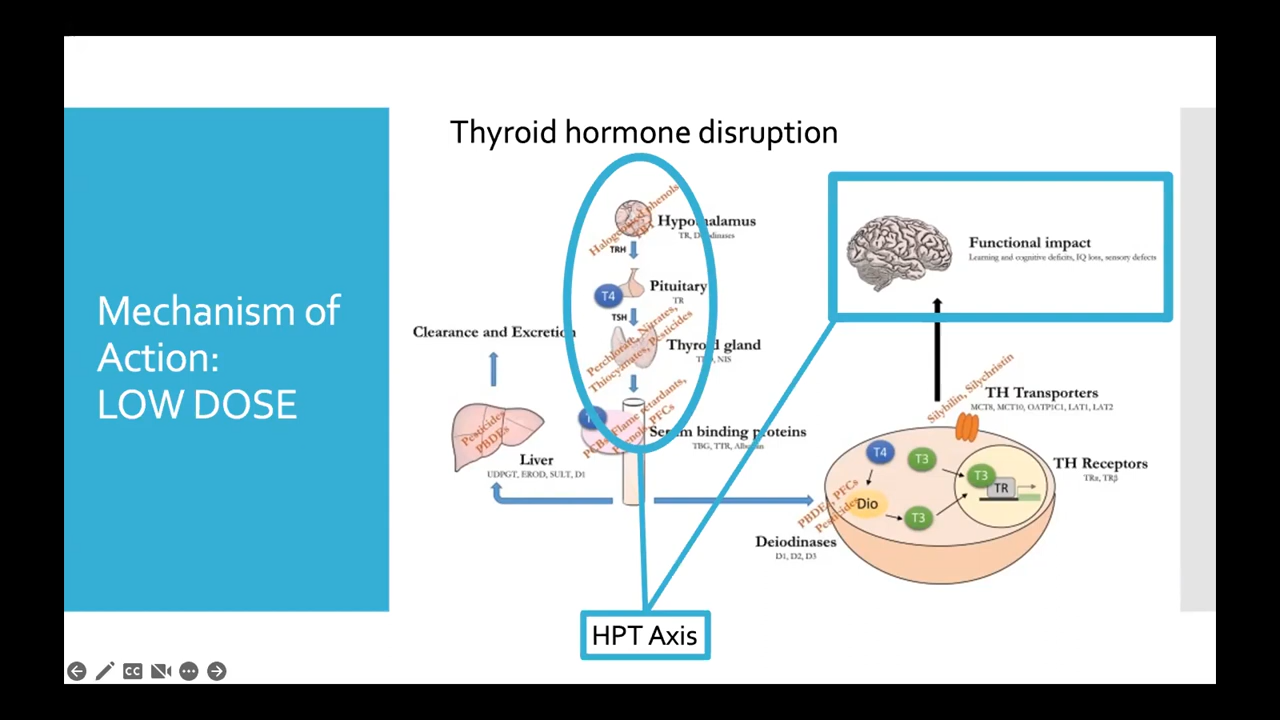 Thyroid hormone disruption
Mechanism of
Action:
LOW DOSE
Halogenated phenols
Hypothalamus
TR, Deiodinases
TRH
T4
Pituitary
TR
TSH
Perchlorate, Nitrates,
Thiocyanates, Pesticides
Thyroid gland
NIS
Clearance and Excretion
PCBs, Flame retardants,
PFCs
Serum binding proteins
TBG, TTR, Albumin
Pesticides
PBDEs
Liver
UDPGT, EROD, SULT, D1
Functional impact
Learning and cognitive deficits, IQ loss, sensory defects
Silybilin, Silychristin
TH Transporters
MCT8, MCT10, OATP1C1, LAT1, LAT2
T4
T3
T3
TR
TH Receptors
TRα, TRβ
PBDEs, PFCs
Pesticides
Dio
T3
Deiodinases
D1, D2, D3
HPT Axis
CC